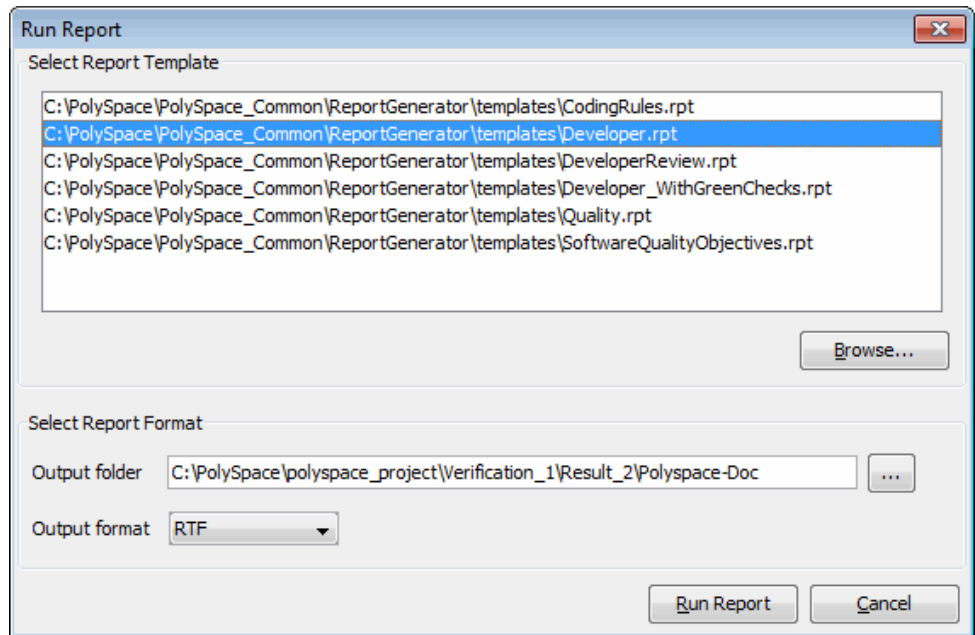 Run Report
Select Report Template
C:\PolySpace\PolySpace_Common\ReportGenerator\templates\CodingRules.rpt
C:\PolySpace\PolySpace_Common\ReportGenerator\templates\Developer.rpt
C:\PolySpace\PolySpace_Common\ReportGenerator\templates\DeveloperReview.rpt
C:\PolySpace\PolySpace_Common\ReportGenerator\templates\Developer_WithGreenChecks.rpt
C:\PolySpace\PolySpace_Common\ReportGenerator\templates\Quality.rpt
C:\PolySpace\PolySpace_Common\ReportGenerator\templates\SoftwareQualityObjectives.rpt
Browse...
Select Report Format
Output folder C:\PolySpace\polyspace_project\Verification_1\Result_2\Polyspace-Doc ...
Output format RTF
Run Report Cancel